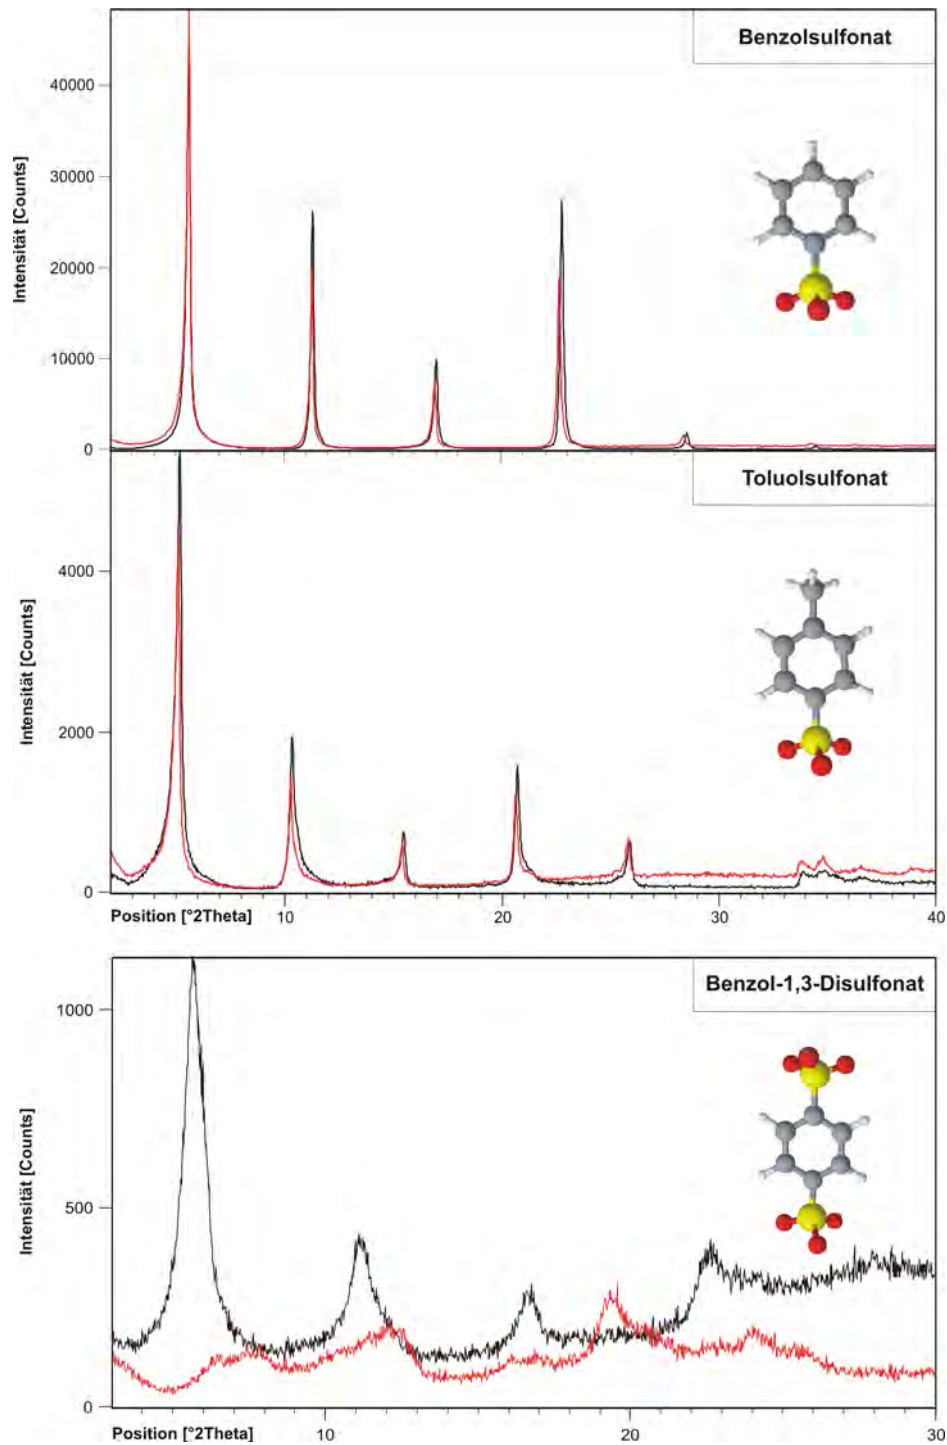 Benzolsulfonat
40000
30000
20000
10000
0
Intensität [Counts]
Toluolsulfonat
4000
2000
0
Intensität [Counts]
Position [°2Theta] 10 20 30 40
Benzol-1,3-Disulfonat
1000
500
0
Intensität [Counts]
Position [°2Theta] 10 20 30